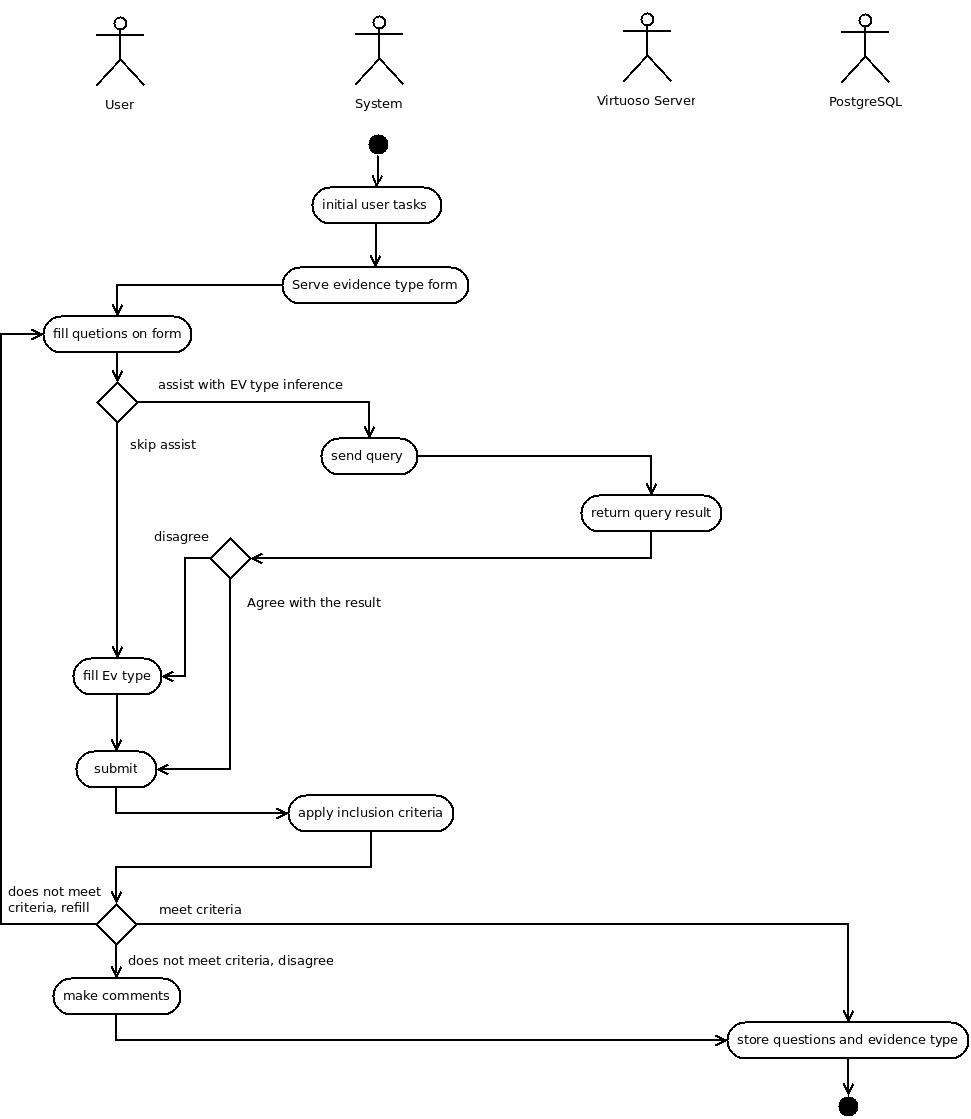 User
System
Virtuoso Server
PostgreSQL
initial user tasks
Serve evidence type form
fill quetions on form
assist with EV type inference
skip assist
send query
return query result
disagree
Agree with the result
fill Ev type
submit
apply inclusion criteria
does not meet
criteria, refill
meet criteria
does not meet criteria, disagree
make comments
store questions and evidence type